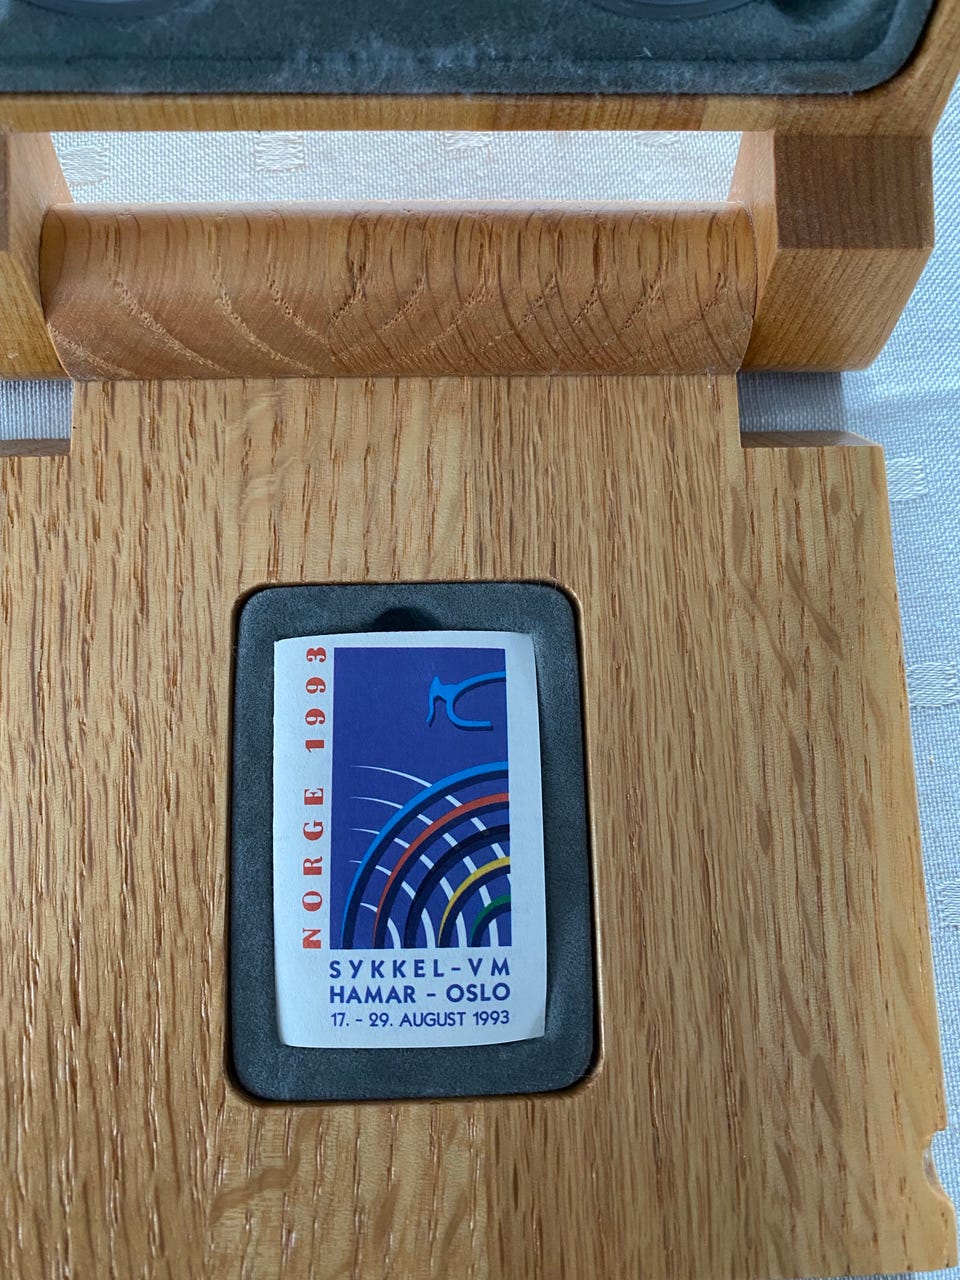 NORGE 1993
SYKKEL-VM
HAMAR - OSLO
17. - 29. AUGUST 1993